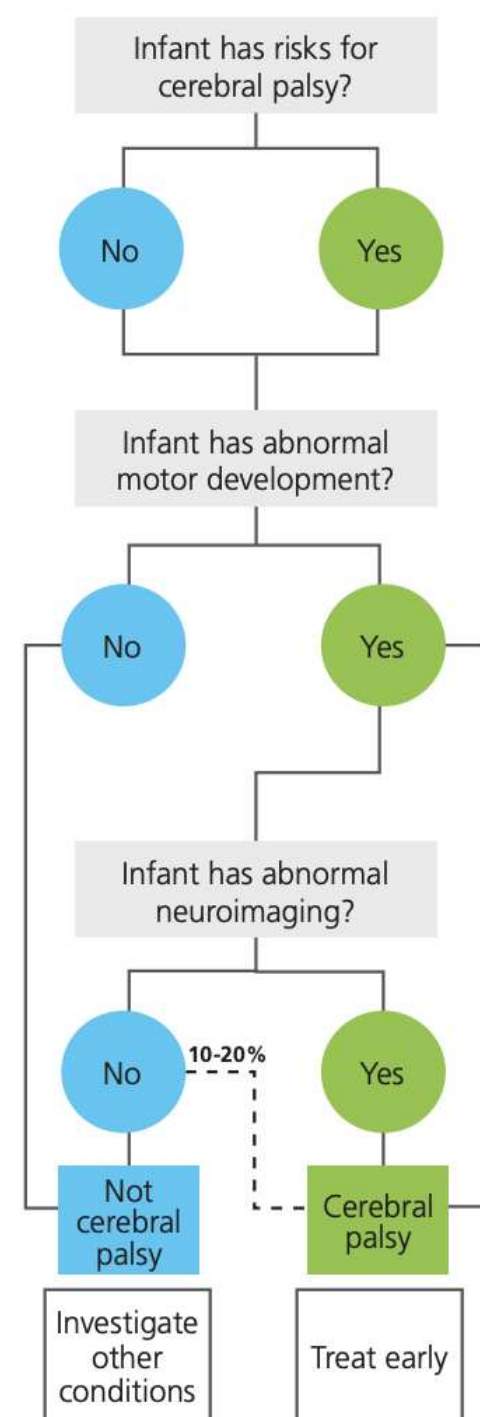 Infant has risks for
cerebral palsy?
No
Yes
Infant has abnormal
motor development?
No
Yes
Infant has abnormal
neuroimaging?
No
10-20%
Yes
Not
cerebral
palsy
Cerebral
palsy
Investigate
other
conditions
Treat early